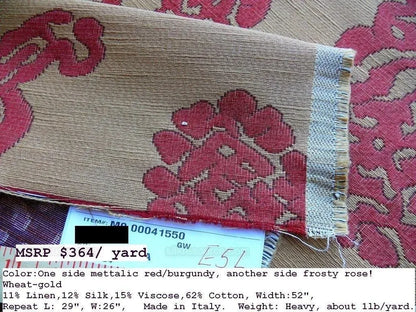 ITEM#: M0 00041550
GW
E5L
MSRP $364/ yard
Color:One side mettalic red/burgundy, another side frosty rose!
Wheat-gold
11% Linen,12% Silk,15% Viscose,62% Cotton, Width:52",
Repeat L: 29", W:26", Made in Italy. Weight: Heavy, about 1lb/yard.